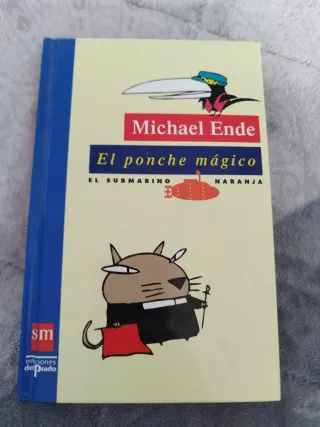 Michael Ende
El ponche mágico
EL SUBMARINO NARANJA
sm
ediciones
del Prado